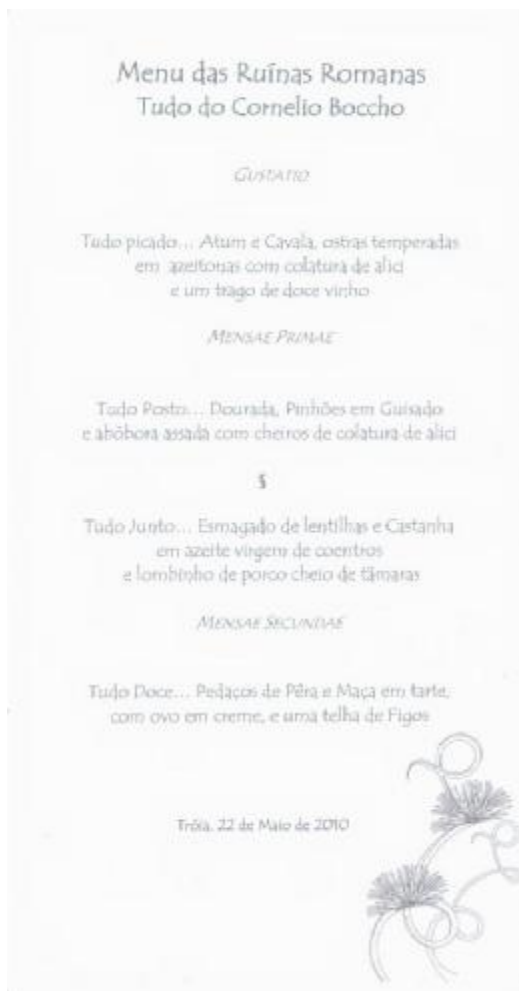 Menu das Ruínas Romanas
Tudo do Cornelio Boccho
GUSTATIO
Tudo picado... Atum e Cavala, ostras temperadas
em azeitonas com colatura de alici
e um trago de doce vinho
MENSAE PRIMAE
Tudo Posto... Dourada, Pinhões em Guisado
e abóbora assada com cheiros de colatura de alici
§
Tudo Junto... Esmagado de lentilhas e Castanha
em azeite virgem de coentros
e lombinho de porco cheio de tâmaras
MENSAE SECUNDAE
Tudo Doce... Pedaços de Pêra e Maça em tarte,
com ovo em creme, e uma telha de Figos
Tróia, 22 de Maio de 2010